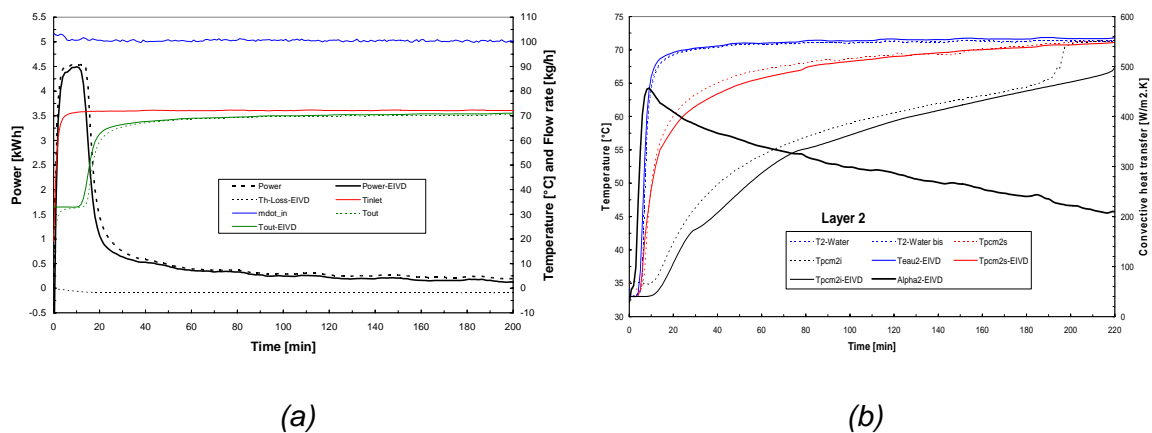 5.5
5
4.5
4
3.5
3
2.5
2
1.5
1
0.5
0
-0.5
Power [kWh]
110
100
90
80
70
60
50
40
30
20
10
0
-10
Temperature [°C] and Flow rate [kg/h]
Power Power-EIVD
Th-Loss-EIVD Tinlet
mdot_in Tout
Tout-EIVD
0 20 40 60 80 100 120 140 160 180 200
Time [min]
(a)
75
70
65
60
55
50
45
40
35
30
Temperature [°C]
600
500
400
300
200
100
0
Convective heat transfer [W/m2.K]
Layer 2
T2-Water T2-Water bis Tpcm2s
Tpcm2i Teau2-EIVD Tpcm2s-EIVD
Tpcm2i-EIVD Alpha2-EIVD
0 20 40 60 80 100 120 140 160 180 200 220
Time [min]
(b)